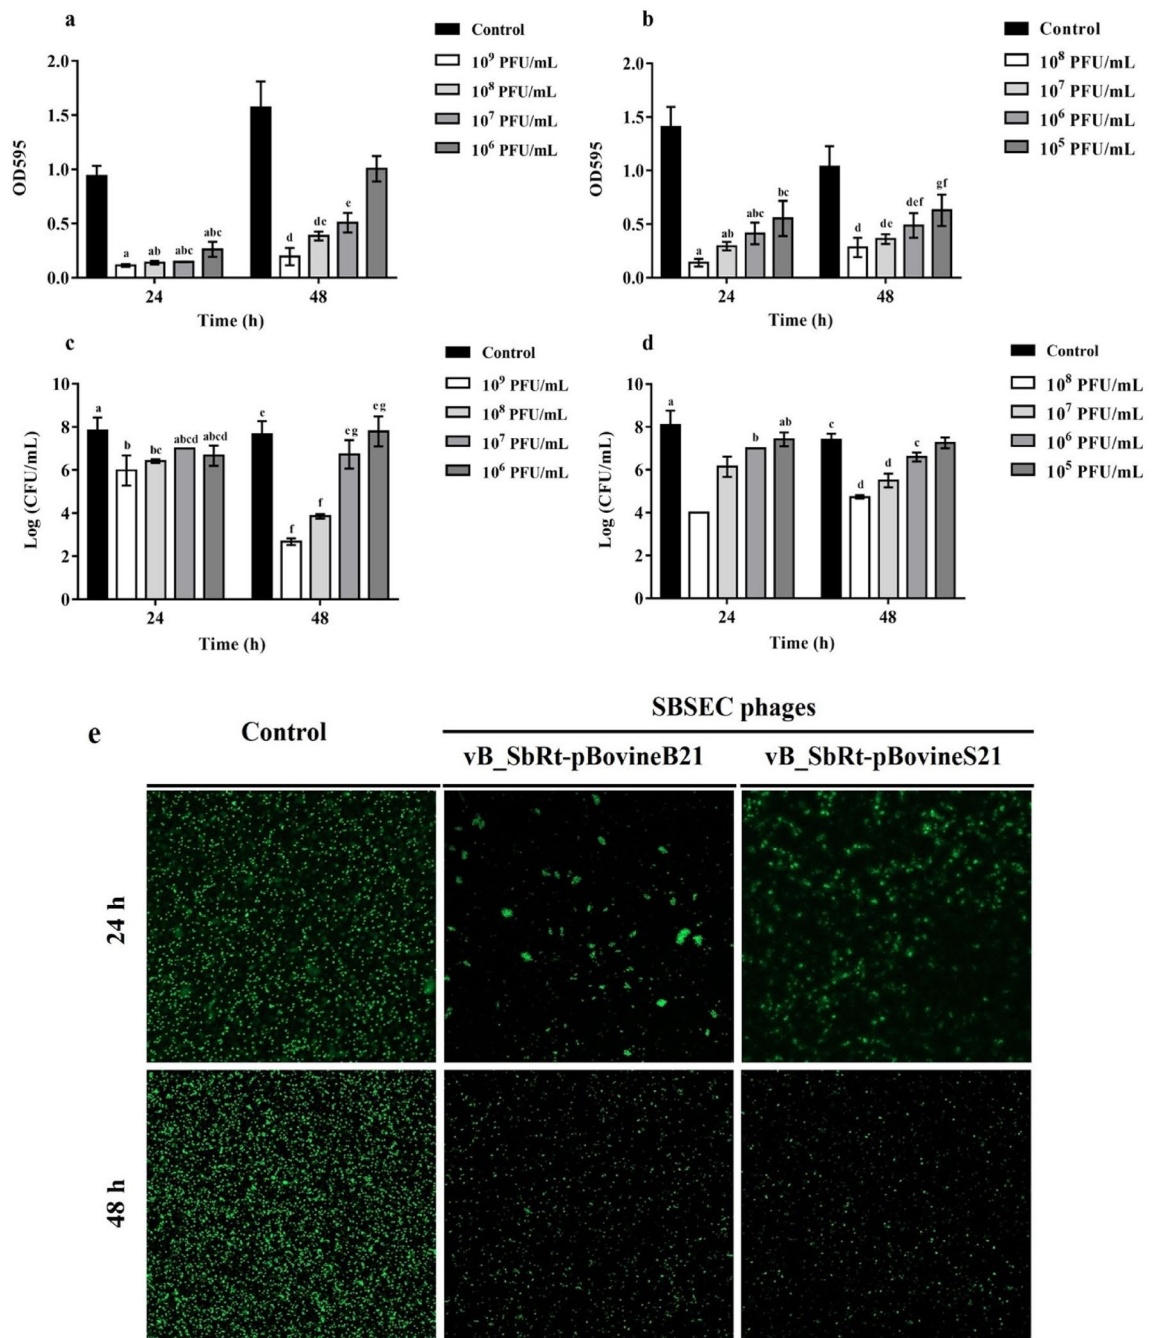 a
Control
10⁹ PFU/mL
10⁸ PFU/mL
10⁷ PFU/mL
10⁶ PFU/mL
2.0
1.5
1.0
0.5
0.0
OD595
a
ab
abc
abc
d
de
e
24
48
Time (h)
b
Control
10⁸ PFU/mL
10⁷ PFU/mL
10⁶ PFU/mL
10⁵ PFU/mL
2.0
1.5
1.0
0.5
0.0
OD595
a
ab
abc
bc
d
de
def
gf
24
48
Time (h)
c
Control
10⁹ PFU/mL
10⁸ PFU/mL
10⁷ PFU/mL
10⁶ PFU/mL
10
8
6
4
2
0
Log (CFU/mL)
a
b
bc
abcd
abcd
e
f
f
eg
eg
24
48
Time (h)
d
Control
10⁸ PFU/mL
10⁷ PFU/mL
10⁶ PFU/mL
10⁵ PFU/mL
10
8
6
4
2
0
Log (CFU/mL)
a
b
ab
c
d
d
c
24
48
Time (h)
e
Control
SBSEC phages
vB_SbRt-pBovineB21
vB_SbRt-pBovineS21
24 h
48 h